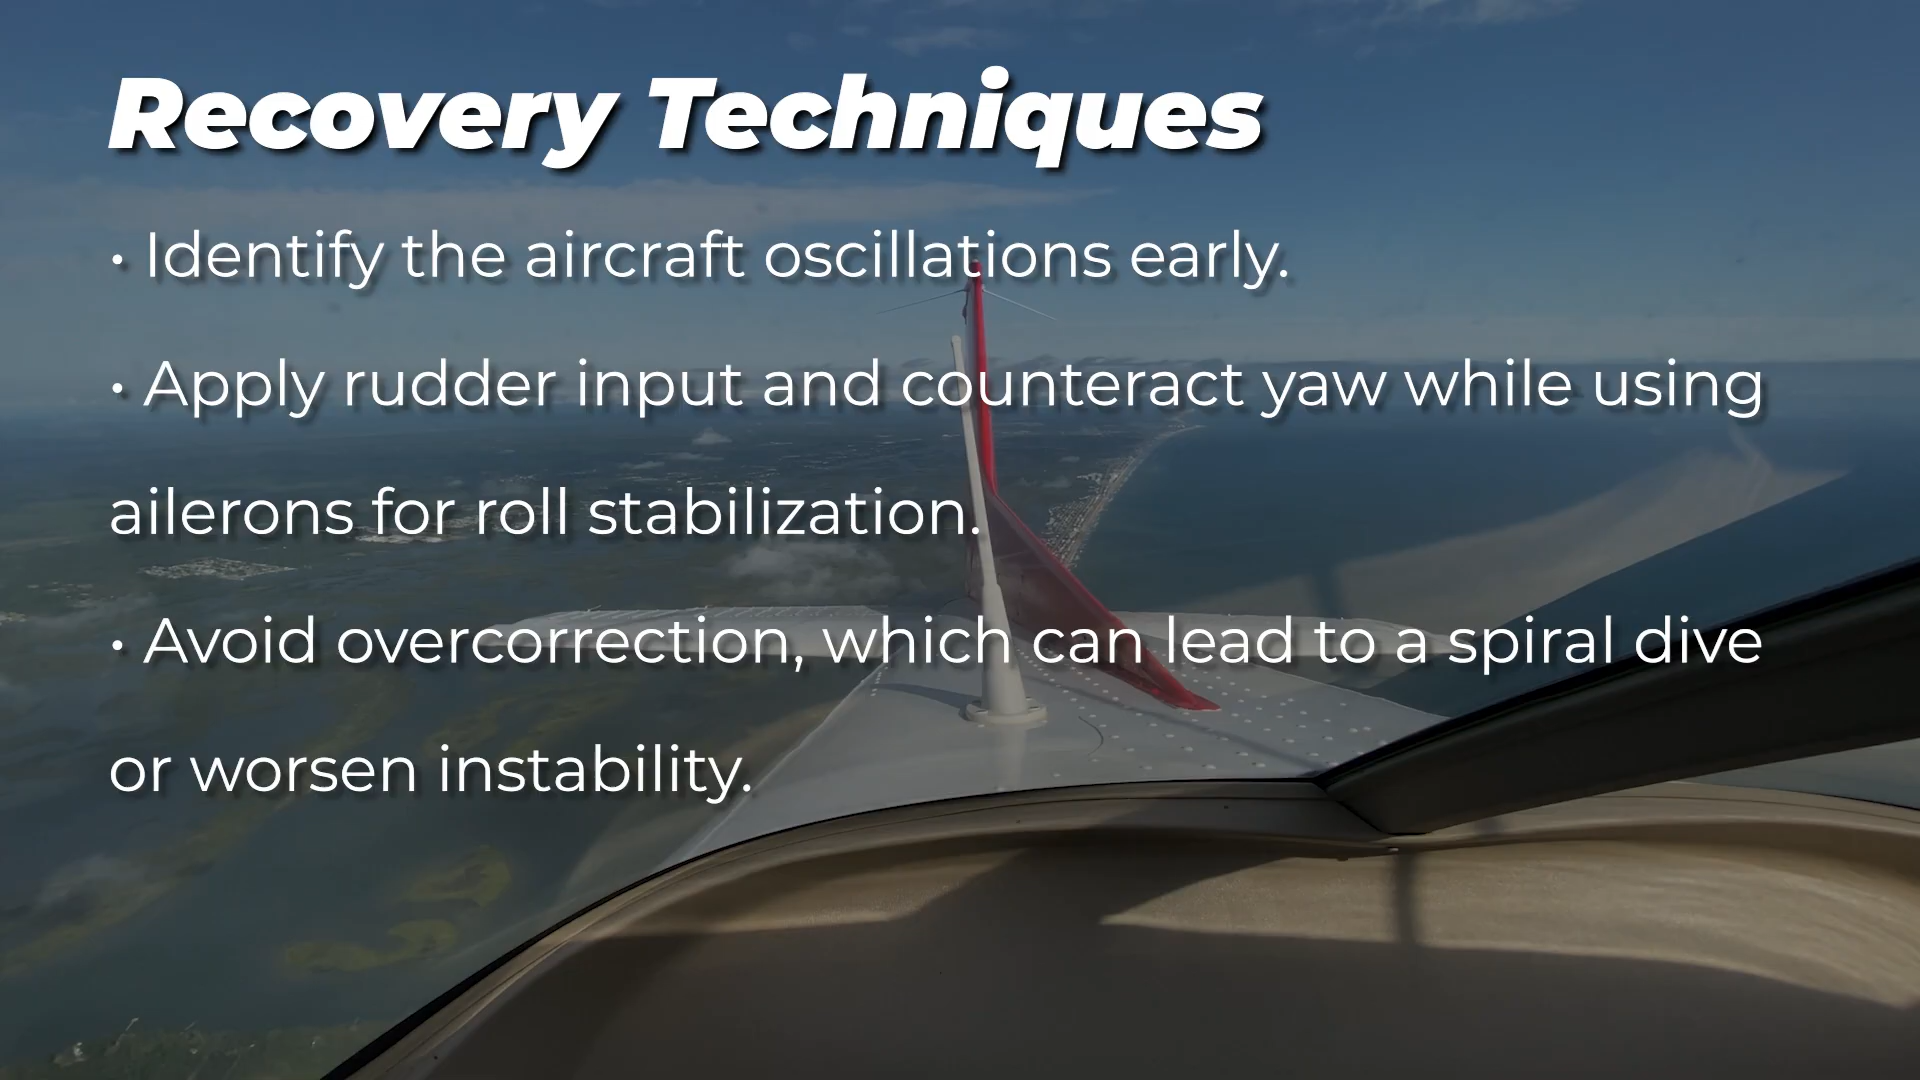 Recovery Techniques
• Identify the aircraft oscillations early.
• Apply rudder input and counteract yaw while using
ailerons for roll stabilization.
• Avoid overcorrection, which can lead to a spiral dive
or worsen instability.